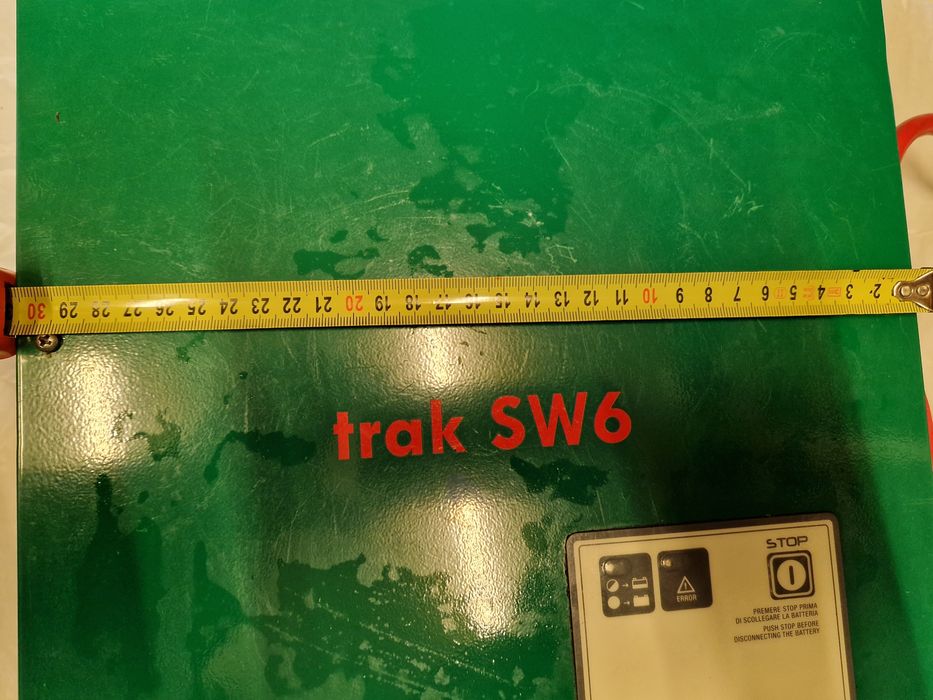 30 29 28 27 26 25 24 23 22 21 20 19 18 17 16 15 14 13 12 11 10 9 8 7 6 5 4 3 2
trak SW6
STOP
ERROR
PREMERE STOP PRIMA
DI SCOLLEGARE LA BATTERIA
PUSH STOP BEFORE
DISCONNECTING THE BATTERY